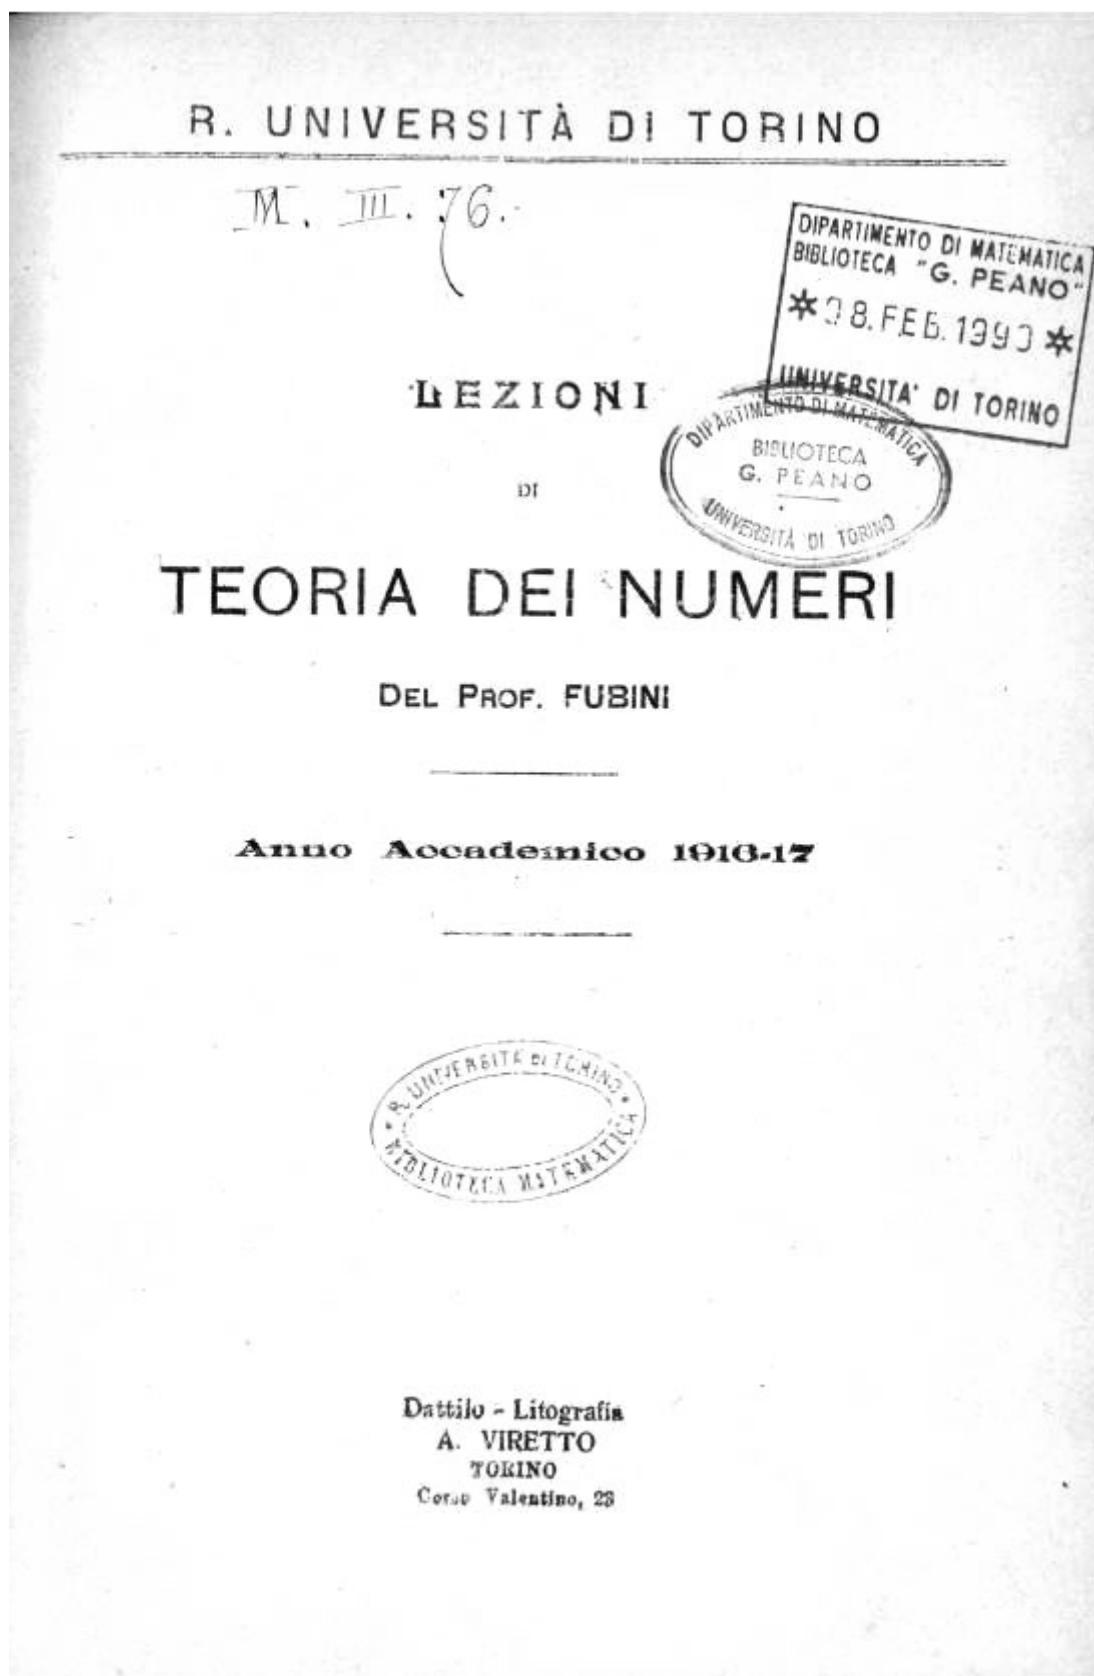 R. UNIVERSITÀ DI TORINO
M. III. 76.
DIPARTIMENTO DI MATEMATICA
BIBLIOTECA "G. PEANO"
*08. FEB. 1990*
UNIVERSITA' DI TORINO
LEZIONI
DIPARTIMENTO DI MATEMATICA
BIBLIOTECA
G. PEANO
UNIVERSITÀ DI TORINO
DI
TEORIA DEI NUMERI
DEL PROF. FUBINI
Anno Accademico 1916-17
R. UNIVERSITÀ DI TORINO
BIBLIOTECA MATEMATICA
Dattilo - Litografia
A. VIRETTO
TORINO
Corso Valentino, 23